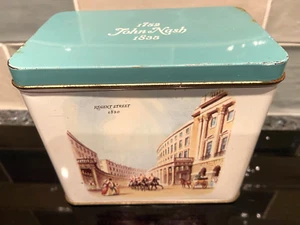 1752
John Nash
1835
REGENT STREET
1820